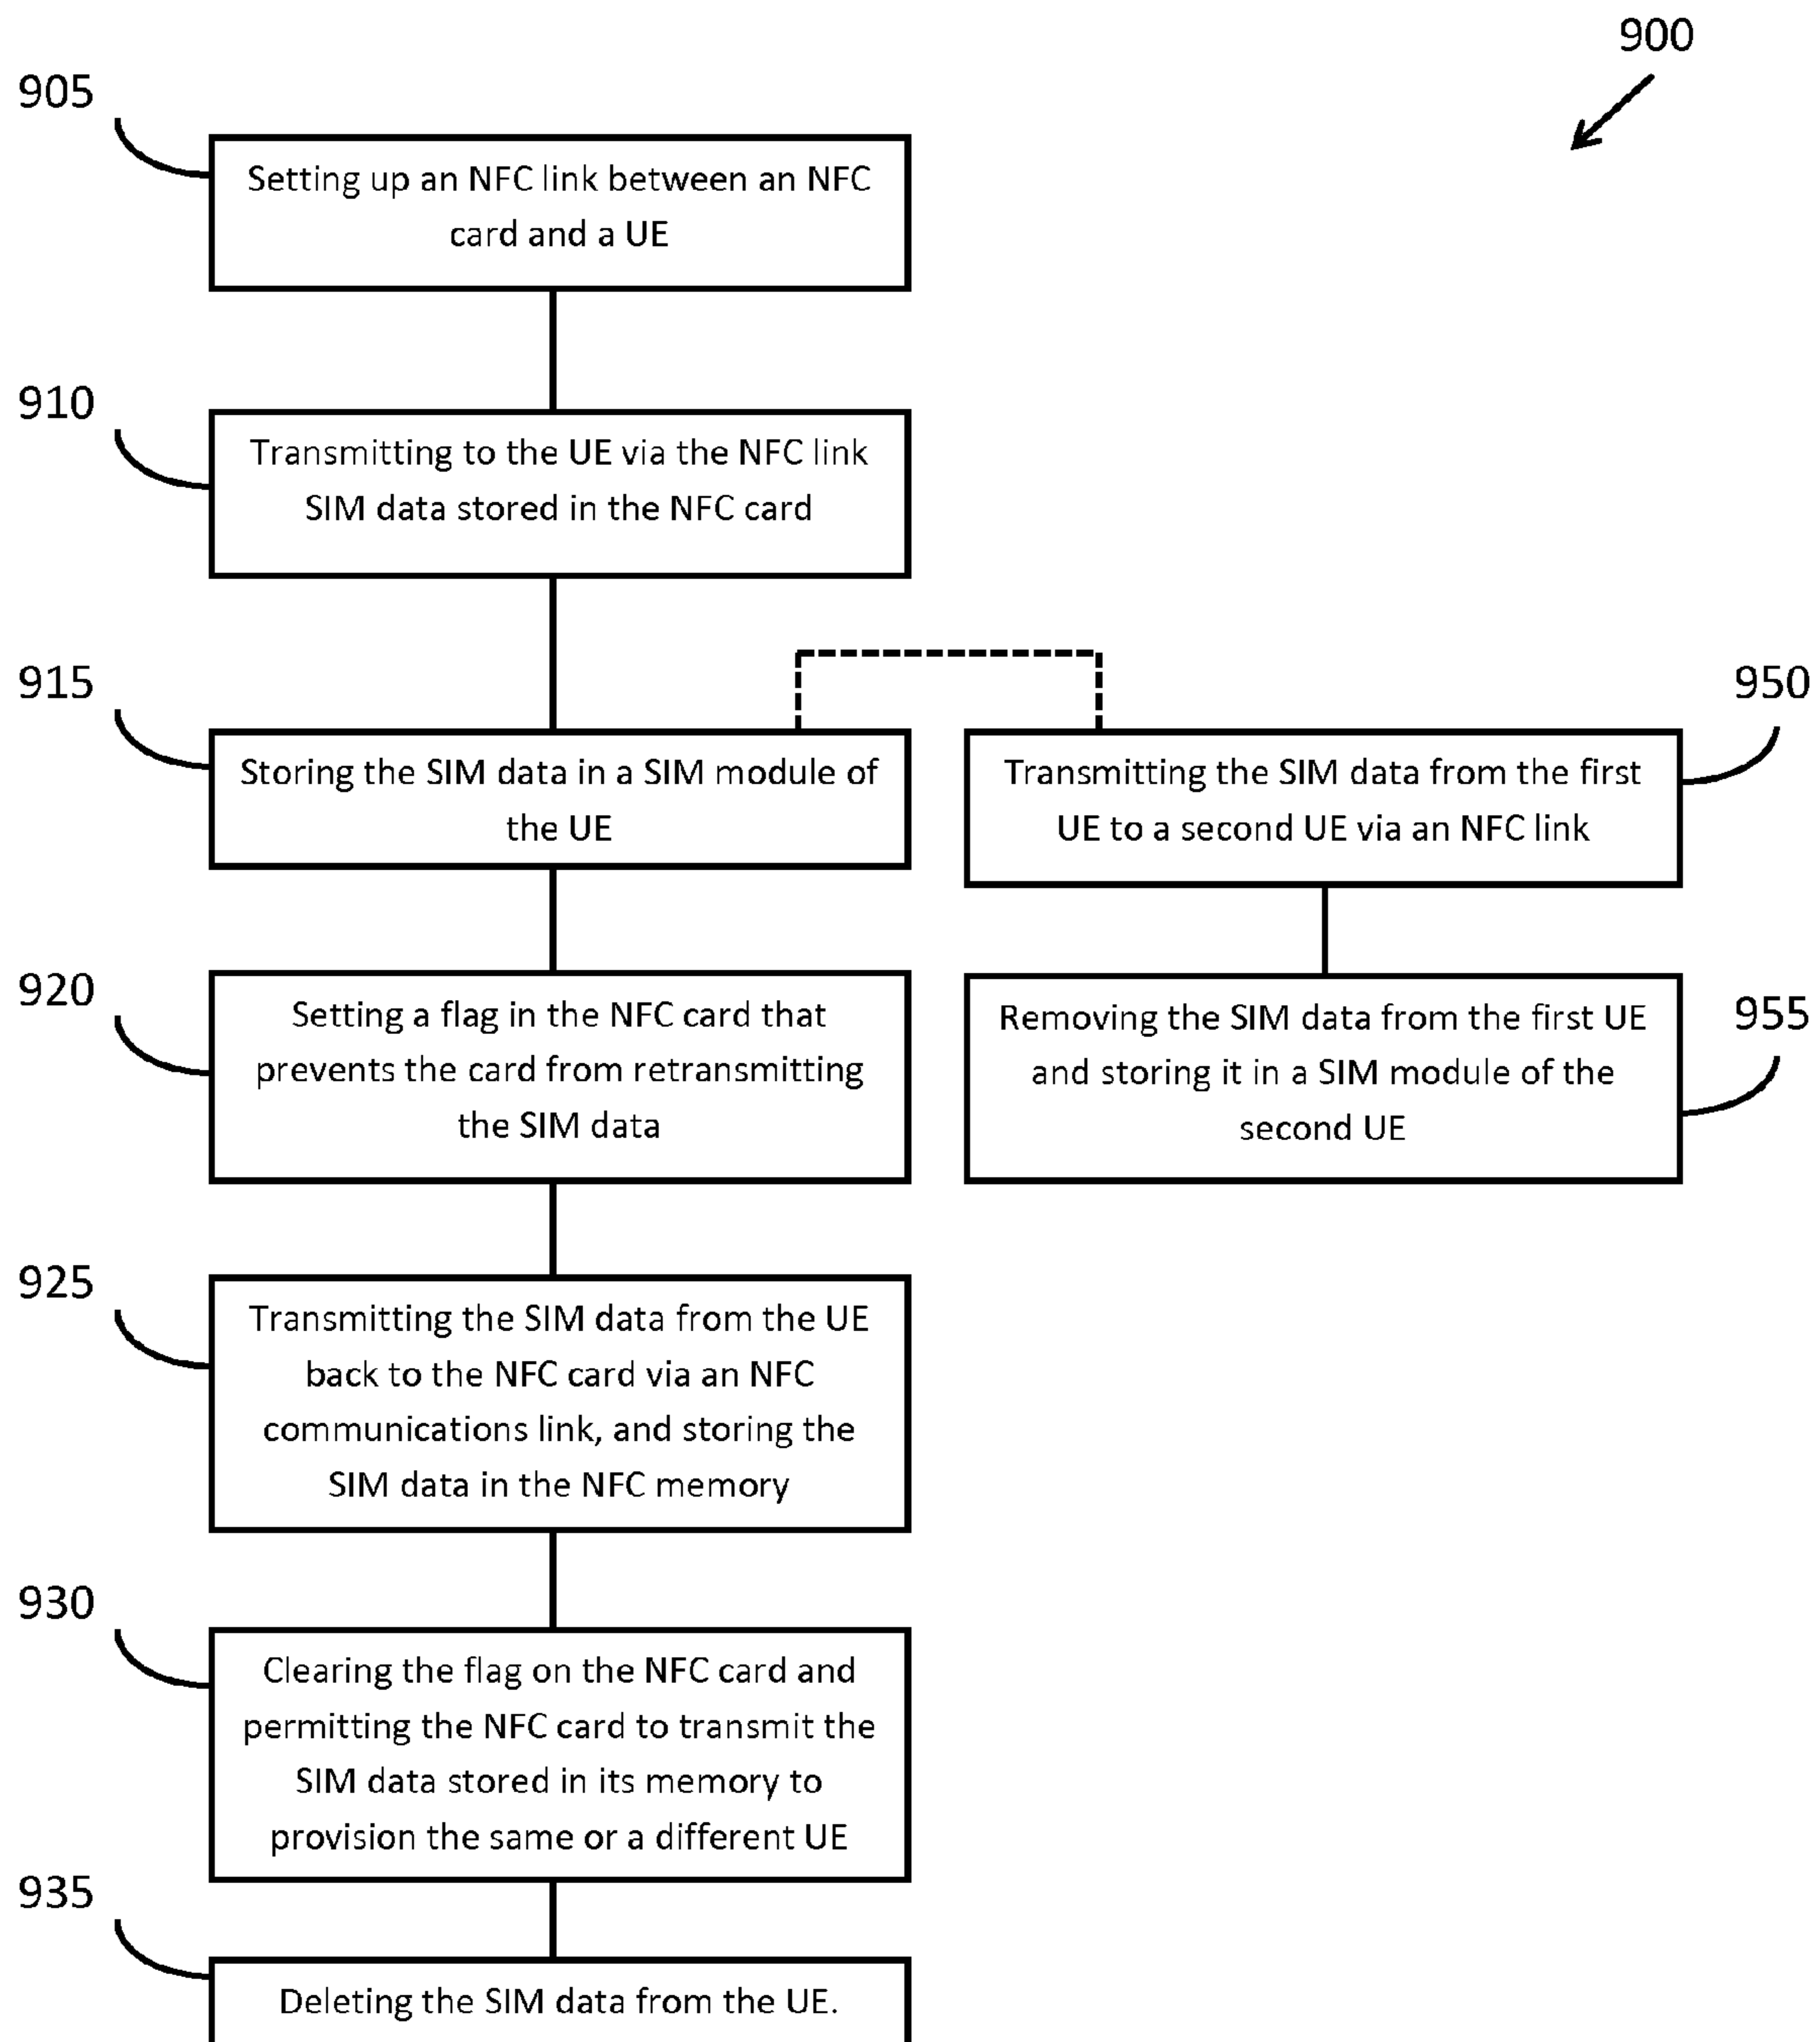 900
905
Setting up an NFC link between an NFC
card and a UE
910
Transmitting to the UE via the NFC link
SIM data stored in the NFC card
915
Storing the SIM data in a SIM module of
the UE
950
Transmitting the SIM data from the first
UE to a second UE via an NFC link
920
Setting a flag in the NFC card that
prevents the card from retransmitting
the SIM data
955
Removing the SIM data from the first UE
and storing it in a SIM module of the
second UE
925
Transmitting the SIM data from the UE
back to the NFC card via an NFC
communications link, and storing the
SIM data in the NFC memory
930
Clearing the flag on the NFC card and
permitting the NFC card to transmit the
SIM data stored in its memory to
provision the same or a different UE
935
Deleting the SIM data from the UE.